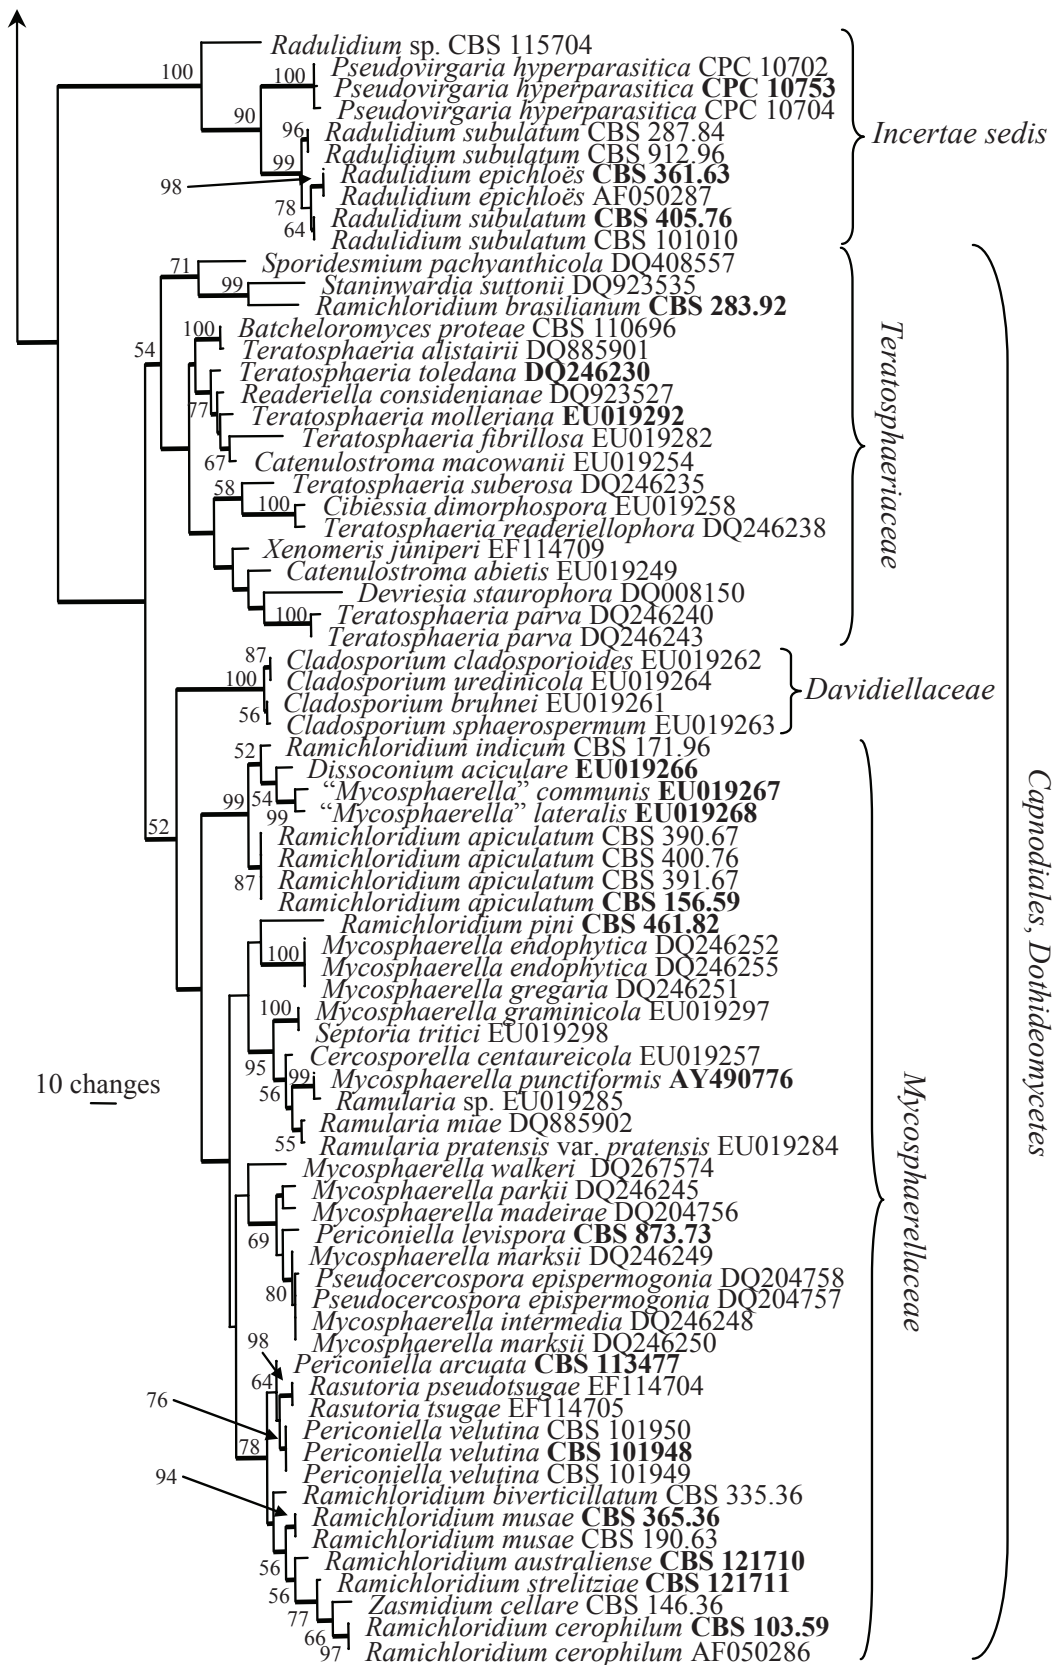 Radulidium sp. CBS 115704
100
Pseudovirgaria hyperparasitica CPC 10702
100
Pseudovirgaria hyperparasitica CPC 10753
Pseudovirgaria hyperparasitica CPC 10704
90
96
Radulidium subulatum CBS 287.84
Incertae sedis
Radulidium subulatum CBS 912.96
99
Radulidium epichloës CBS 361.63
98
Radulidium epichloës AF050287
78
Radulidium subulatum CBS 405.76
64
Radulidium subulatum CBS 101010
71
Sporidesmium pachyanthicola DQ408557
99
Staninwardia suttonii DQ923535
Ramichloridium brasilianum CBS 283.92
100
Batcheloromyces proteae CBS 110696
54
Teratosphaeria alistairii DQ885901
Teratosphaeria toledana DQ246230
Readeriella considenianae DQ923527
77
Teratosphaeria molleriana EU019292
Teratosphaeria fibrillosa EU019282
67
Catenulostroma macowanii EU019254
Teratosphaeriaceae
58
Teratosphaeria suberosa DQ246235
100
Cibiessia dimorphospora EU019258
Teratosphaeria readeriellophora DQ246238
Xenomeris juniperi EF114709
Catenulostroma abietis EU019249
Devriesia staurophora DQ008150
100
Teratosphaeria parva DQ246240
Teratosphaeria parva DQ246243
87
Cladosporium cladosporioides EU019262
100
Cladosporium uredinicola EU019264
Davidiellaceae
Cladosporium bruhnei EU019261
56
Cladosporium sphaerospermum EU019263
52
Ramichloridium indicum CBS 171.96
Dissoconium aciculare EU019266
54
“Mycosphaerella” communis EU019267
99
99
“Mycosphaerella” lateralis EU019268
52
Ramichloridium apiculatum CBS 390.67
Ramichloridium apiculatum CBS 400.76
87
Ramichloridium apiculatum CBS 391.67
Ramichloridium apiculatum CBS 156.59
Ramichloridium pini CBS 461.82
100
Mycosphaerella endophytica DQ246252
Mycosphaerella endophytica DQ246255
Mycosphaerella gregaria DQ246251
Capnodiales, Dothideomycetes
100
Mycosphaerella graminicola EU019297
Septoria tritici EU019298
95
Cercosporella centaureicola EU019257
10 changes
99
Mycosphaerella punctiformis AY490776
56
Ramularia sp. EU019285
Ramularia miae DQ885902
55
Ramularia pratensis var. pratensis EU019284
Mycosphaerella walkeri DQ267574
Mycosphaerella parkii DQ246245
Mycosphaerella madeirae DQ204756
Mycosphaerellaceae
69
Periconiella levispora CBS 873.73
Mycosphaerella marksii DQ246249
Pseudocercospora epispermogonia DQ204758
80
Pseudocercospora epispermogonia DQ204757
Mycosphaerella intermedia DQ246248
Mycosphaerella marksii DQ246250
98
Periconiella arcuata CBS 113477
64
Rasutoria pseudotsugae EF114704
76
Rasutoria tsugae EF114705
Periconiella velutina CBS 101950
78
Periconiella velutina CBS 101948
94
Periconiella velutina CBS 101949
Ramichloridium biverticillatum CBS 335.36
Ramichloridium musae CBS 365.36
Ramichloridium musae CBS 190.63
56
Ramichloridium australiense CBS 121710
56
Ramichloridium strelitziae CBS 121711
77
Zasmidium cellare CBS 146.36
66
Ramichloridium cerophilum CBS 103.59
97
Ramichloridium cerophilum AF050286